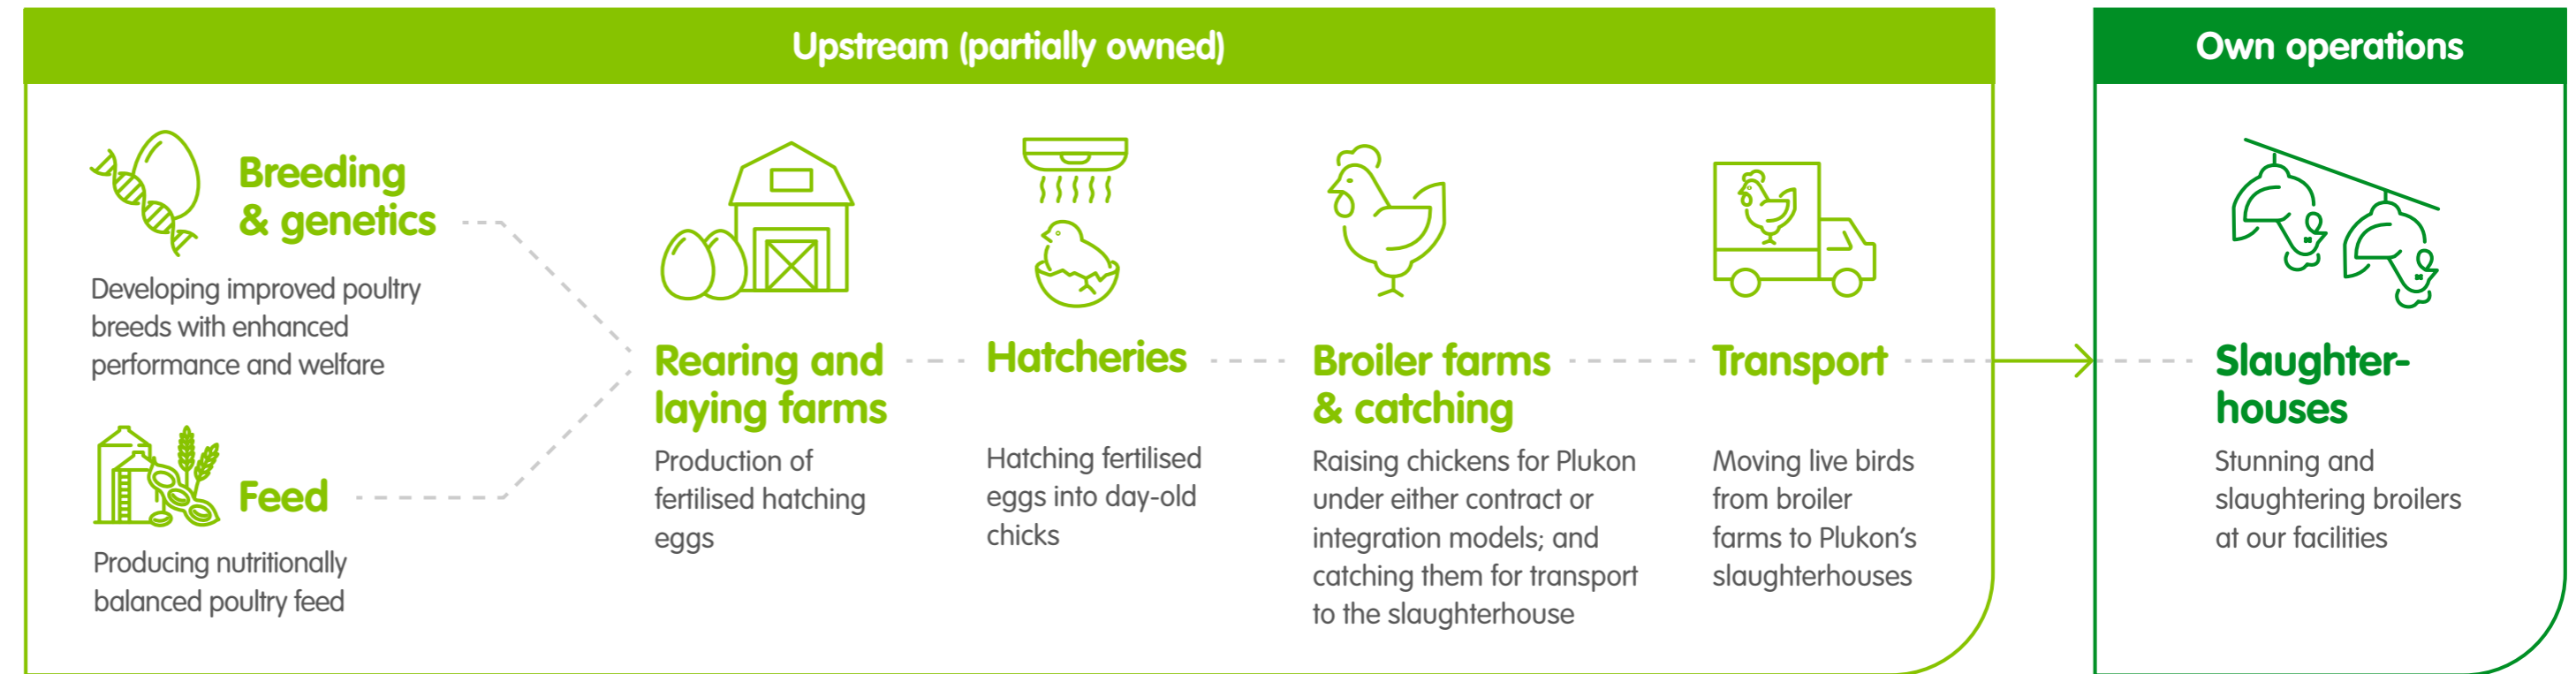 Upstream (partially owned)
Breeding
& genetics
Developing improved poultry
breeds with enhanced
performance and welfare
Feed
Producing nutritionally
balanced poultry feed
Rearing and
laying farms
Production of
fertilised hatching
eggs
Hatcheries
Hatching fertilised
eggs into day-old
chicks
Broiler farms
& catching
Raising chickens for Plukon
under either contract or
integration models; and
catching them for transport
to the slaughterhouse
Transport
Moving live birds
from broiler
farms to Plukon’s
slaughterhouses
Own operations
Slaughter-
houses
Stunning and
slaughtering broilers
at our facilities